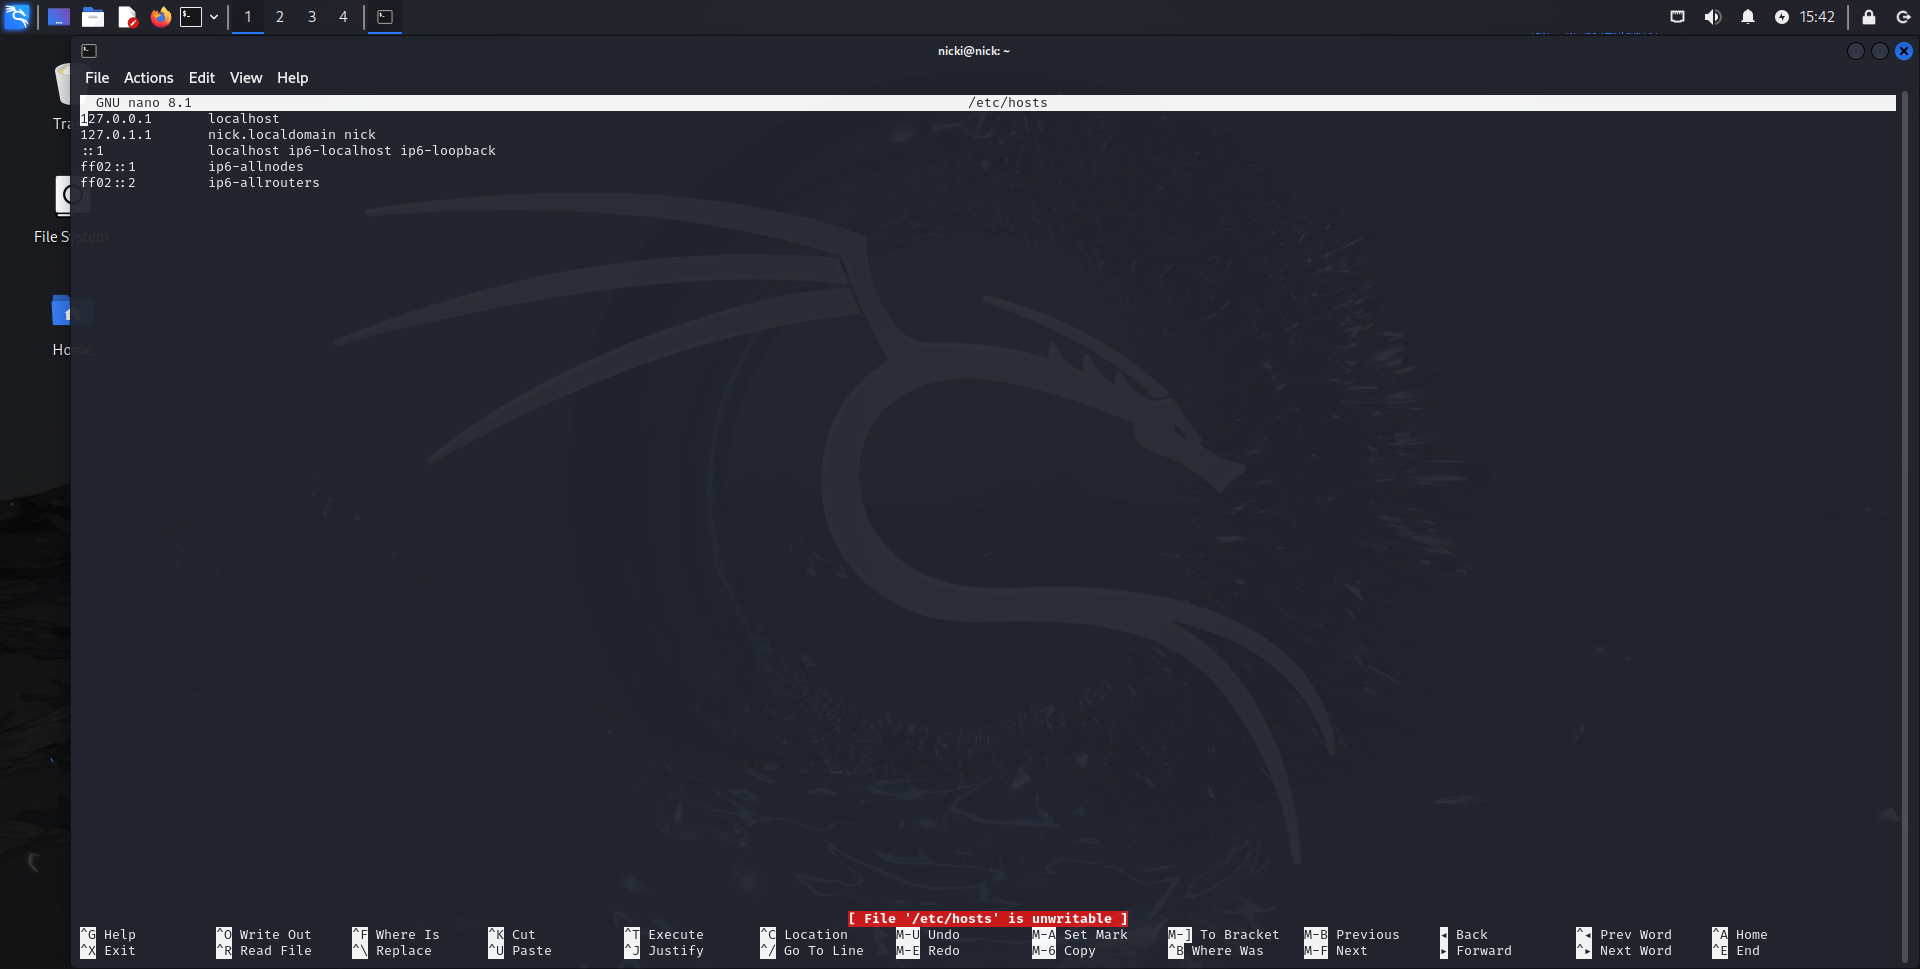 1 2 3 4
15:42
nicki@nick: ~
File Actions Edit View Help
GNU nano 8.1 /etc/hosts
127.0.0.1 localhost
127.0.1.1 nick.localdomain nick
::1 localhost ip6-localhost ip6-loopback
ff02::1 ip6-allnodes
ff02::2 ip6-allrouters
Tra
File System
Home
[ File '/etc/hosts' is unwritable ]
^G Help ^O Write Out ^F Where Is ^K Cut ^T Execute ^C Location M-U Undo M-A Set Mark M-] To Bracket M-B Previous ◂ Back ^◂ Prev Word ^A Home
^X Exit ^R Read File ^\ Replace ^U Paste ^J Justify ^/ Go To Line M-E Redo M-6 Copy ^B Where Was M-F Next ▸ Forward ^▸ Next Word ^E End